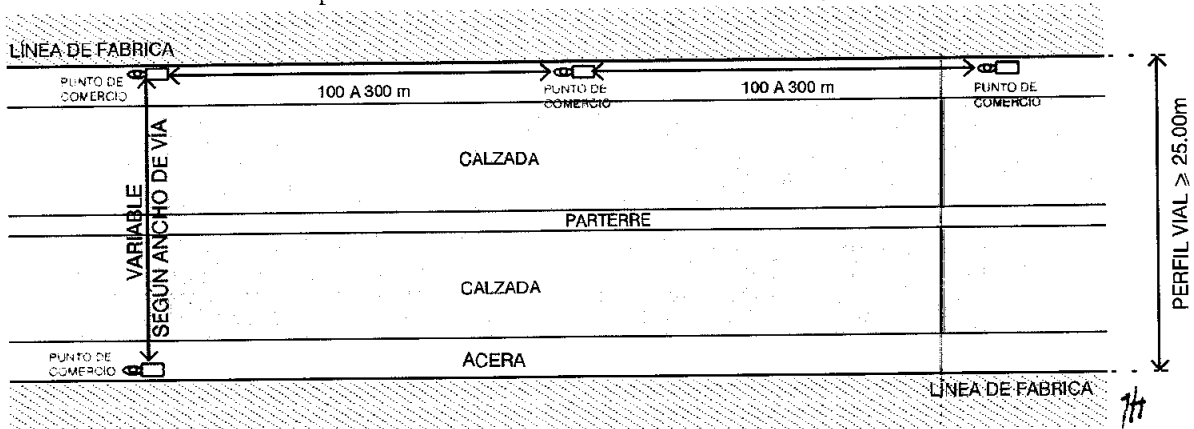 LÍNEA DE FABRICA
PUNTO DE
COMERCIO
100 A 300 m
PUNTO DE
COMERCIO
100 A 300 m
PUNTO DE
COMERCIO
CALZADA
VARIABLE
SEGÚN ANCHO DE VÍA
PARTERRE
CALZADA
PERFIL VIAL ⩾ 25.00m
PUNTO DE
COMERCIO
ACERA
LÍNEA DE FABRICA